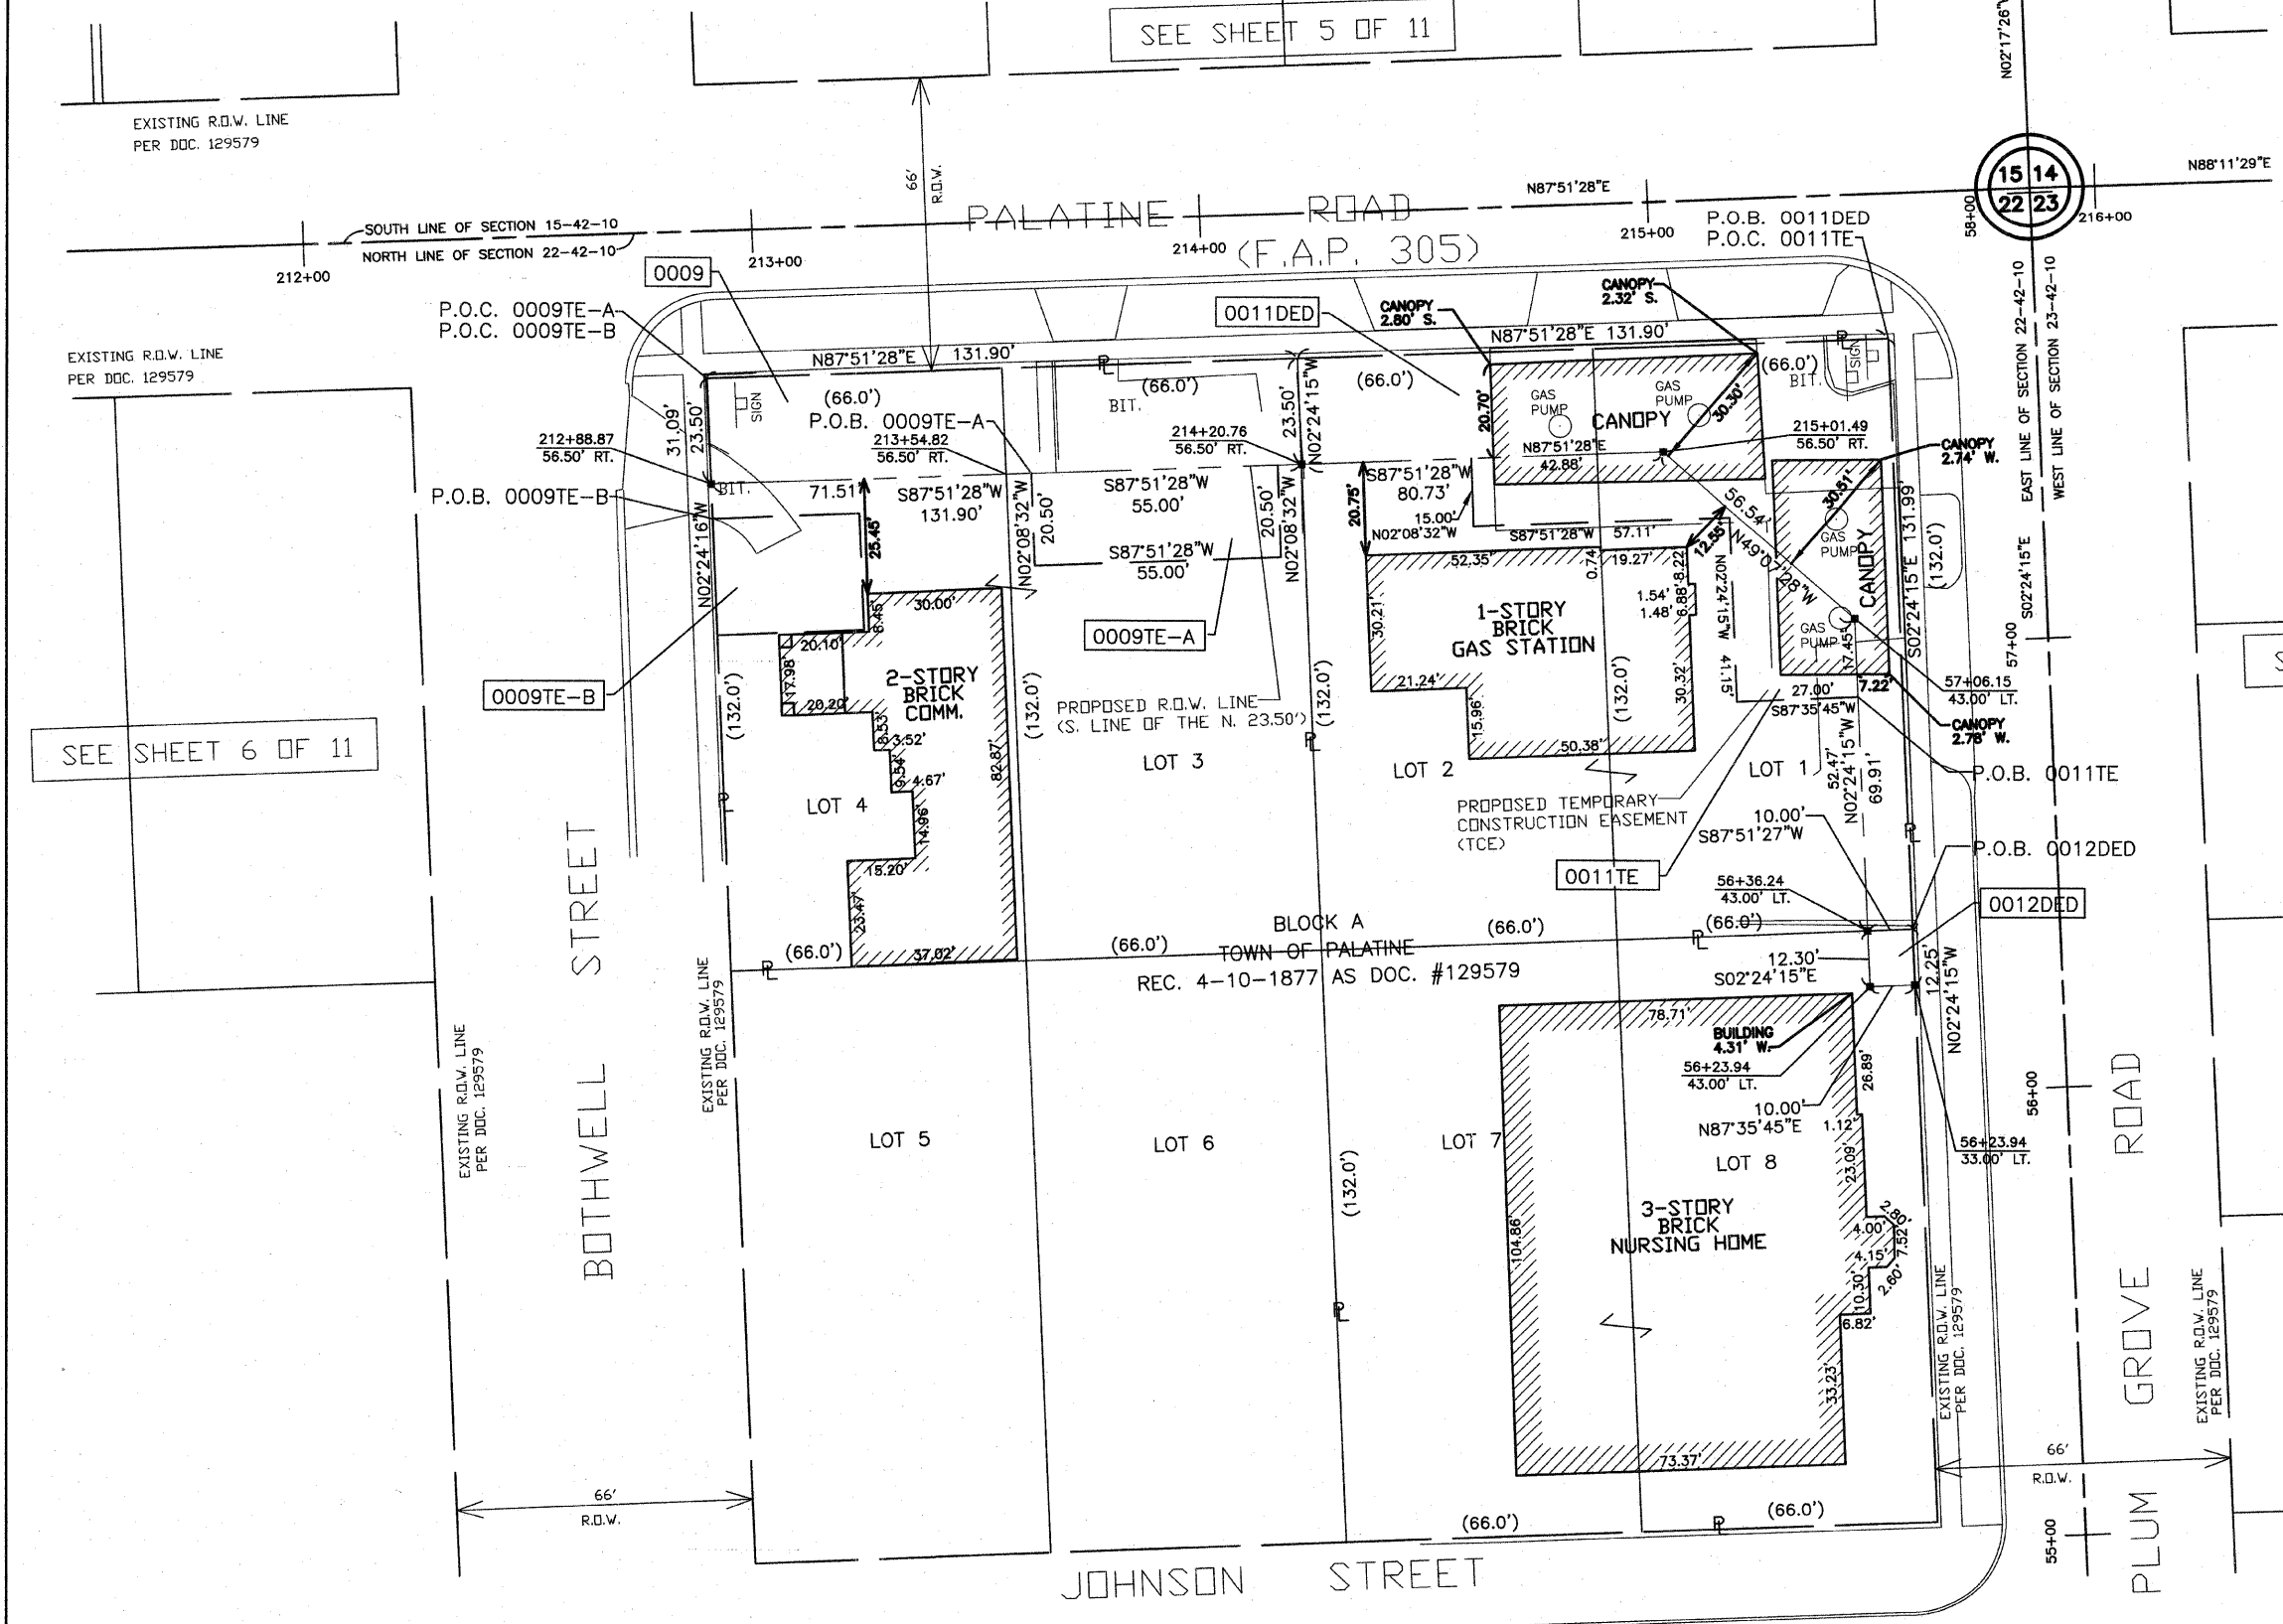 SEE SHEET 5 OF 11
N02°17'26"W
EXISTING R.O.W. LINE
PER DOC. 129579
66'
R.O.W.
N87°51'28"E
15 14
22 23
N88°11'29"E
58+00
216+00
SOUTH LINE OF SECTION 15-42-10
NORTH LINE OF SECTION 22-42-10
212+00
213+00
214+00
215+00
PALATINE ROAD
(F.A.P. 305)
P.O.B. 0011DED
P.O.C. 0011TE
0009
P.O.C. 0009TE-A
P.O.C. 0009TE-B
EXISTING R.O.W. LINE
PER DOC. 129579
0011DED
CANOPY
2.80' S.
CANOPY
2.32' S.
N87°51'28"E 131.90'
N87°51'28"E 131.90'
EAST LINE OF SECTION 22-42-10
WEST LINE OF SECTION 23-42-10
S02°24'15"E
57+00
31.09'
23.50'
SIGN
(66.0')
P.O.B. 0009TE-A
(66.0')
BIT.
23.50'
N02°24'15"W
(66.0')
20.70'
GAS
PUMP
GAS
PUMP
CANOPY
30.30'
(66.0')
BIT.
SIGN
212+88.87
56.50' RT.
213+54.82
56.50' RT.
214+20.76
56.50' RT.
215+01.49
56.50' RT.
CANOPY
2.74' W.
P.O.B. 0009TE-B
BIT.
71.51'
S87°51'28"W
131.90'
S87°51'28"W
55.00'
S87°51'28"W
80.73'
N87°51'28"E
42.88'
N02°24'16"W
25.45'
N02°08'32"W
20.50'
S87°51'28"W
55.00'
20.50'
N02°08'32"W
20.75'
15.00'
N02°08'32"W
S87°51'28"W 57.11'
12.55'
56.54'
N49°07'28"W
30.51'
GAS
PUMP
CANOPY
GAS
PUMP
17.45'
S02°24'15"E 131.99'
(132.0')
0009TE-A
0009TE-B
30.00'
8.45'
20.10'
17.98'
20.20'
8.53'
3.52'
9.54'
4.67'
14.96'
15.20'
23.47'
37.02'
82.87'
2-STORY
BRICK
COMM.
(132.0')
LOT 4
(132.0')
PROPOSED R.O.W. LINE
(S. LINE OF THE N. 23.50')
LOT 3
(132.0')
52.35'
0.74
19.27'
8.22'
1.54'
1.48'
6.88'
30.21'
1-STORY
BRICK
GAS STATION
21.24'
15.96'
50.38'
30.32'
(132.0')
N02°24'15"W 41.15'
27.00'
S87°35'45"W
7.22'
57+06.15
43.00' LT.
CANOPY
2.78' W.
LOT 2
LOT 1
52.47'
N02°24'15"W
69.91'
P.O.B. 0011TE
PROPOSED TEMPORARY
CONSTRUCTION EASEMENT
(TCE)
10.00'
S87°51'27"W
P.O.B. 0012DED
0011TE
56+36.24
43.00' LT.
0012DED
SEE SHEET 6 OF 11
BLOCK A
TOWN OF PALATINE
REC. 4-10-1877 AS DOC. #129579
(66.0')
(66.0')
(66.0')
(66.0')
12.30'
S02°24'15"E
12.25'
N02°24'15"W
BOTHWELL STREET
EXISTING R.O.W. LINE
PER DOC. 129579
EXISTING R.O.W. LINE
PER DOC. 129579
78.71'
BUILDING
4.31' W.
56+23.94
43.00' LT.
10.00'
N87°35'45"E
26.89'
1.12'
23.09'
56+23.94
33.00' LT.
56+00
LOT 5
LOT 6
LOT 7
LOT 8
(132.0')
104.86'
3-STORY
BRICK
NURSING HOME
2.80'
4.00'
7.52'
4.15'
2.60'
10.30'
6.82'
33.23'
73.37'
EXISTING R.O.W. LINE
PER DOC. 129579
EXISTING R.O.W. LINE
PER DOC. 129579
66'
R.O.W.
66'
R.O.W.
(66.0')
(66.0')
55+00
PLUM GROVE ROAD
JOHNSON STREET